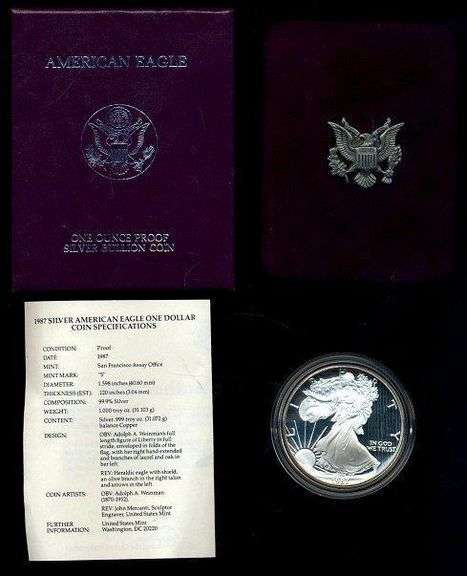 AMERICAN EAGLE
ONE OUNCE PROOF
SILVER BULLION COIN
1987 SILVER AMERICAN EAGLE ONE DOLLAR
COIN SPECIFICATIONS
CONDITION: Proof
DATE: 1987
MINT: San Francisco Assay Office
MINT MARK: "S"
DIAMETER: 1.598 inches (40.60 mm)
THICKNESS (EST): .120 inches (3.04 mm)
COMPOSITION: 99.9% Silver
WEIGHT: 1.000 troy oz. (31.103 g)
CONTENT: Silver .999 troy oz. (31.072 g)
balance Copper
DESIGN: OBV: Adolph A. Weinman's full
length figure of Liberty in full
stride, enveloped in folds of the
flag, with her right hand extended
and branches of laurel and oak in
her left
REV: Heraldic eagle with shield,
an olive branch in the right talon
and arrows in the left
COIN ARTISTS: OBV: Adolph A. Weinman
(1870-1952),
REV: John Mercanti, Sculptor
Engraver, United States Mint
FURTHER United States Mint
INFORMATION: Washington, DC 20220
IN GOD
WE TRUST
1987